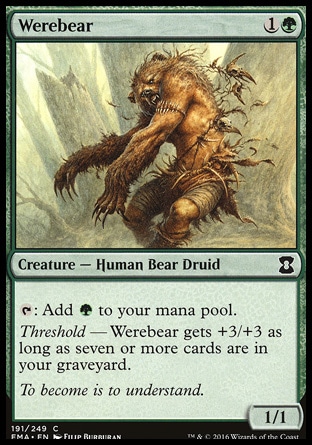 Werebear 1
Creature — Human Bear Druid
: Add to your mana pool.
Threshold — Werebear gets +3/+3 as
long as seven or more cards are in
your graveyard.
To become is to understand.
1/1
191/249 C
EMA • EN Filip Burburan
™ & © 2016 Wizards of the Coast